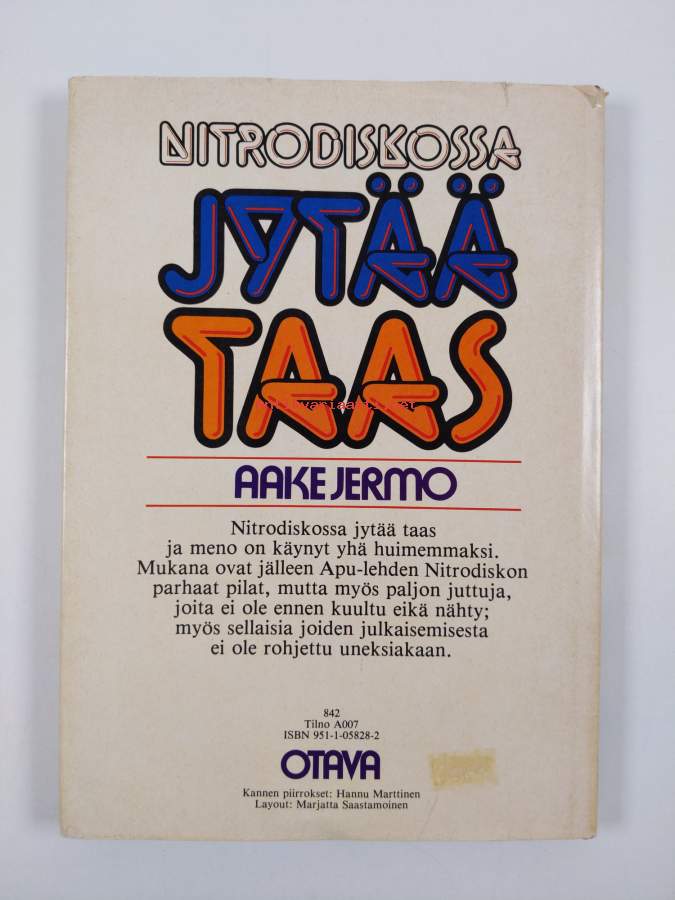 NITRODISKOSSA
JYTÄÄ
TAAS
AAKE JERMO
Nitrodiskossa jytää taas
ja meno on käynyt yhä huimemmaksi.
Mukana ovat jälleen Apu-lehden Nitrodiskon
parhaat pilat, mutta myös paljon juttuja,
joita ei ole ennen kuultu eikä nähty;
myös sellaisia joiden julkaisemisesta
ei ole rohjettu uneksiakaan.
842
Tilno A007
ISBN 951-1-05828-2
OTAVA
Kannen piirrokset: Hannu Marttinen
Layout: Marjatta Saastamoinen